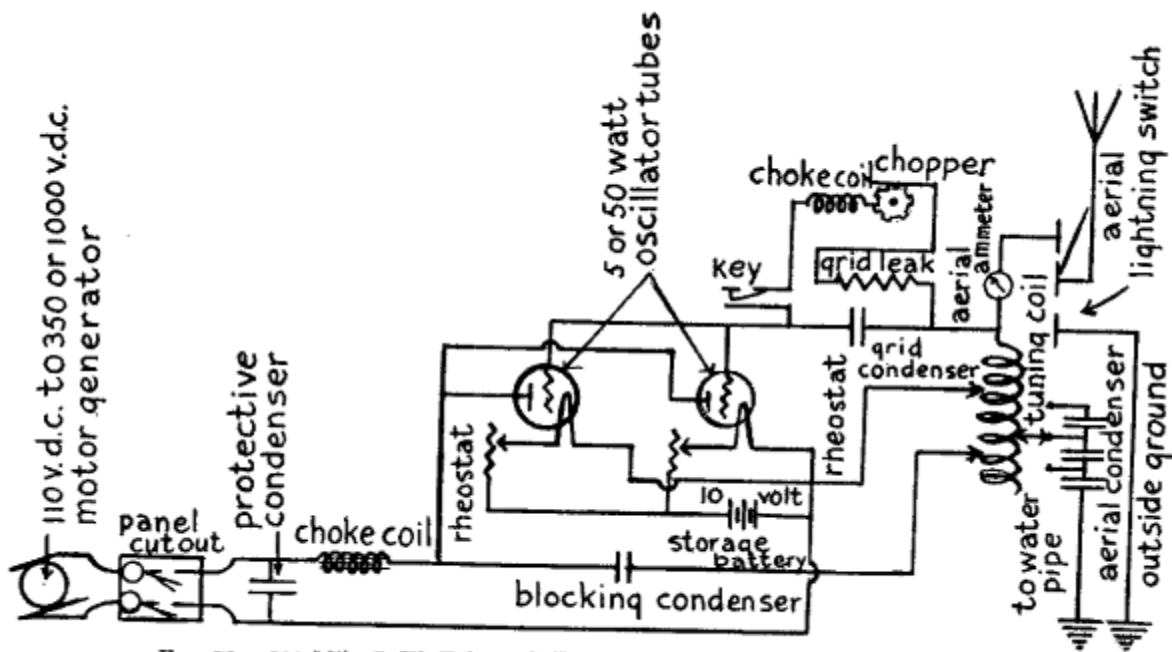 110 v.d.c. to 350 or 1000 v.d.c.
motor generator
panel
cutout
protective
condenser
choke coil
rheostat
5 or 50 watt
oscillator tubes
key
choke coil
chopper
grid leak
grid
condenser
rheostat
10 volt
storage
battery
blocking condenser
aerial
ammeter
tuning coil
aerial
lightning switch
to water
pipe
aerial condenser
outside ground